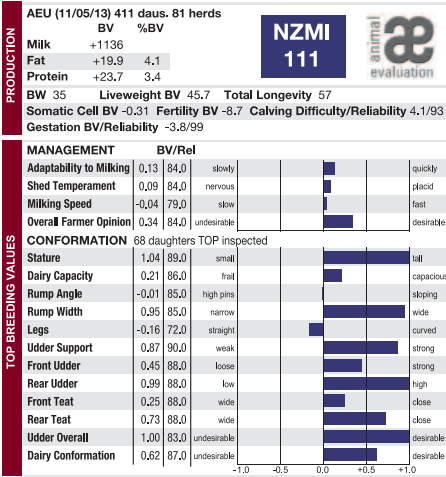 PRODUCTION
AEU (11/05/13) 411 daus. 81 herds
BV %BV
Milk +1136
Fat +19.9 4.1
Protein +23.7 3.4
NZMI
111
animal
æ
evaluation
BW 35 Liveweight BV 45.7 Total Longevity 57
Somatic Cell BV -0.31 Fertility BV -8.7 Calving Difficulty/Reliability 4.1/93
Gestation BV/Reliability -3.8/99
TOP BREEDING VALUES
MANAGEMENT BV/Rel
Adaptability to Milking 0.13 84.0 slowly quickly
Shed Temperament 0.09 84.0 nervous placid
Milking Speed -0.04 79.0 slow fast
Overall Farmer Opinion 0.34 84.0 undesirable desirable
CONFORMATION 68 daughters TOP inspected
Stature 1.04 89.0 small tall
Dairy Capacity 0.21 86.0 frail capacious
Rump Angle -0.01 85.0 high pins sloping
Rump Width 0.95 85.0 narrow wide
Legs -0.16 72.0 straight curved
Udder Support 0.87 90.0 weak strong
Front Udder 0.45 88.0 loose strong
Rear Udder 0.99 88.0 low high
Front Teat 0.25 88.0 wide close
Rear Teat 0.73 88.0 wide close
Udder Overall 1.00 83.0 undesirable desirable
Dairy Conformation 0.62 87.0 undesirable desirable
-1.0 -0.5 0.0 +0.5 +1.0